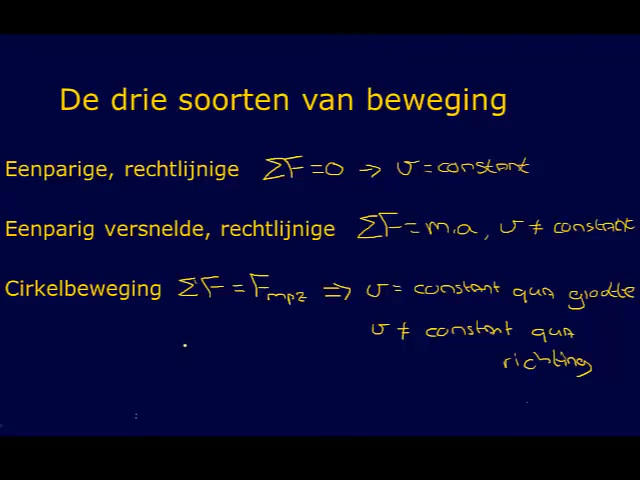 De drie soorten van beweging
Eenparige, rechtlijnige ΣF = 0 → v = constant
Eenparig versnelde, rechtlijnige ΣF = m.a, v ≠ constant
Cirkelbeweging ΣF = Fmpz ⇒ v = constant qua grootte
v ≠ constant qua
richting